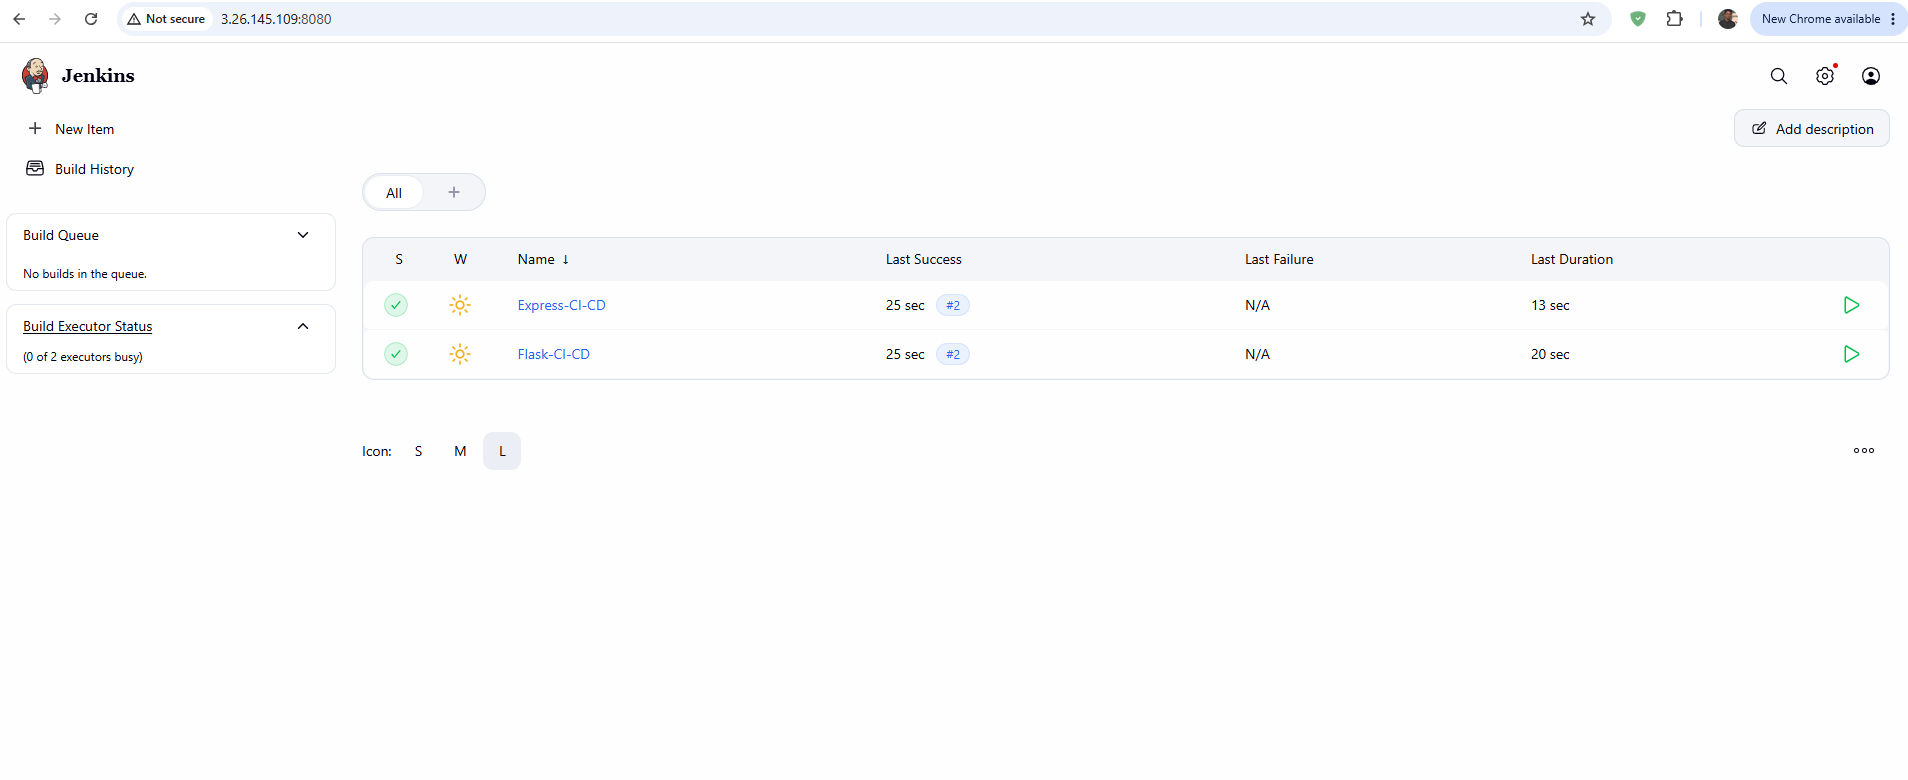 Not secure 3.26.145.109:8080 New Chrome available
Jenkins
New Item
Add description
Build History
All
Build Queue
No builds in the queue.
Build Executor Status
(0 of 2 executors busy)
S W Name ↓ Last Success Last Failure Last Duration
Express-CI-CD 25 sec #2 N/A 13 sec
Flask-CI-CD 25 sec #2 N/A 20 sec
Icon: S M L